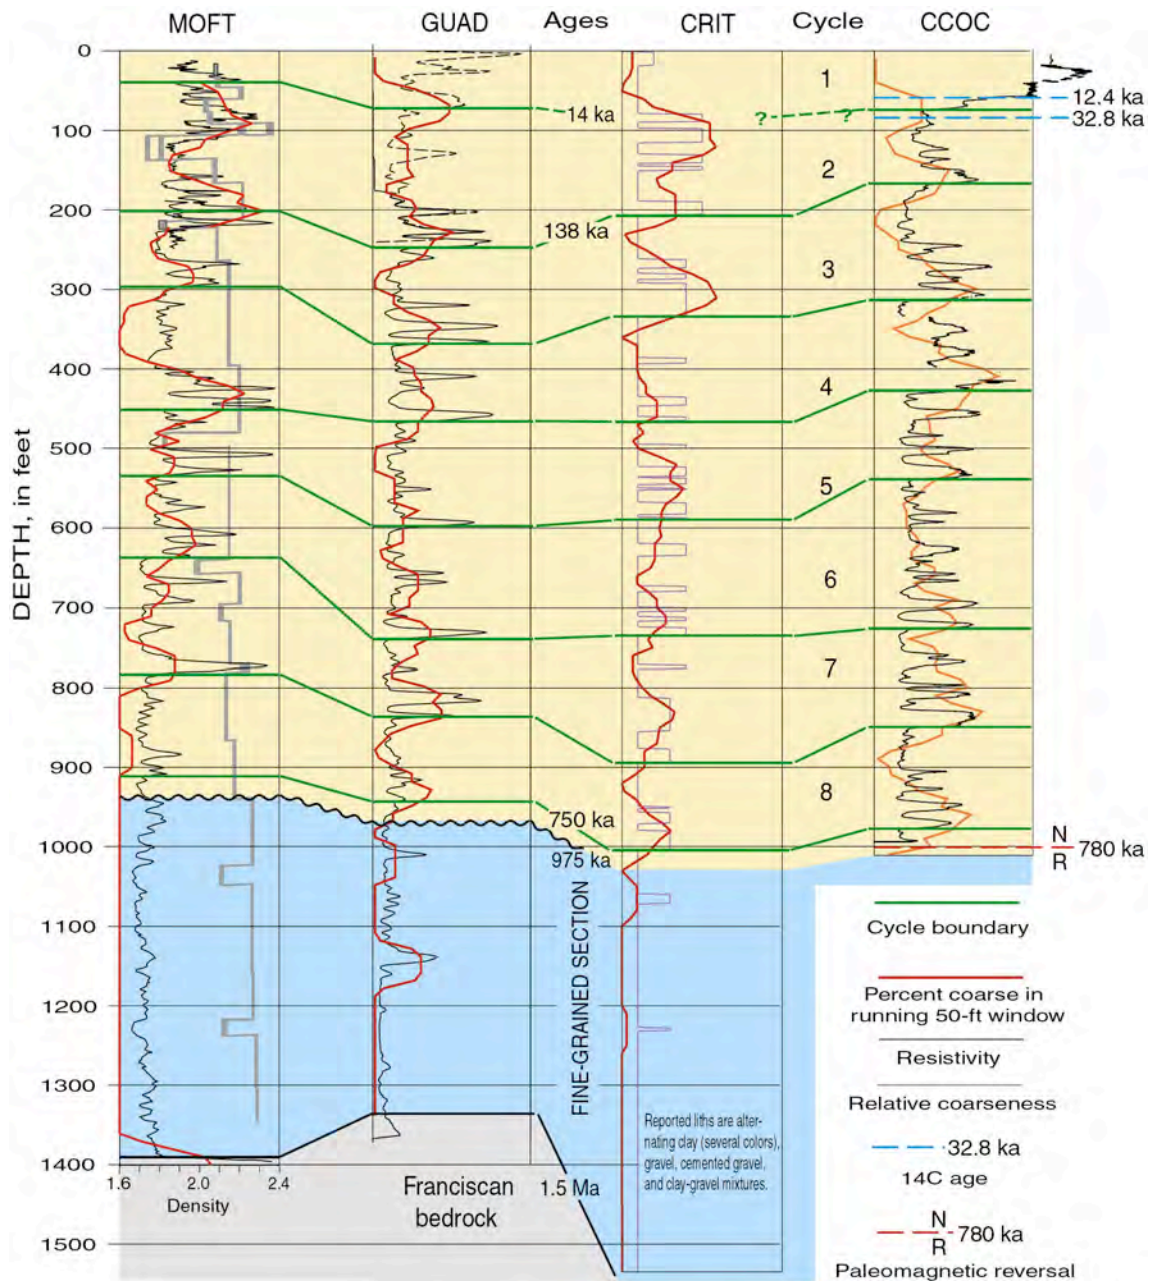 MOFT GUAD Ages CRIT Cycle CCOC
DEPTH, in feet
0
100
200
300
400
500
600
700
800
900
1000
1100
1200
1300
1400
1500
1
12.4 ka
14 ka
? ?
32.8 ka
2
138 ka
3
4
5
6
7
8
750 ka
975 ka
N
R
780 ka
FINE-GRAINED SECTION
Reported liths are alter-
nating clay (several colors),
gravel, cemented gravel,
and clay-gravel mixtures.
1.6 2.0 2.4
Density
Franciscan
bedrock
1.5 Ma
Cycle boundary
Percent coarse in
running 50-ft window
Resistivity
Relative coarseness
32.8 ka
14C age
N
R
780 ka
Paleomagnetic reversal